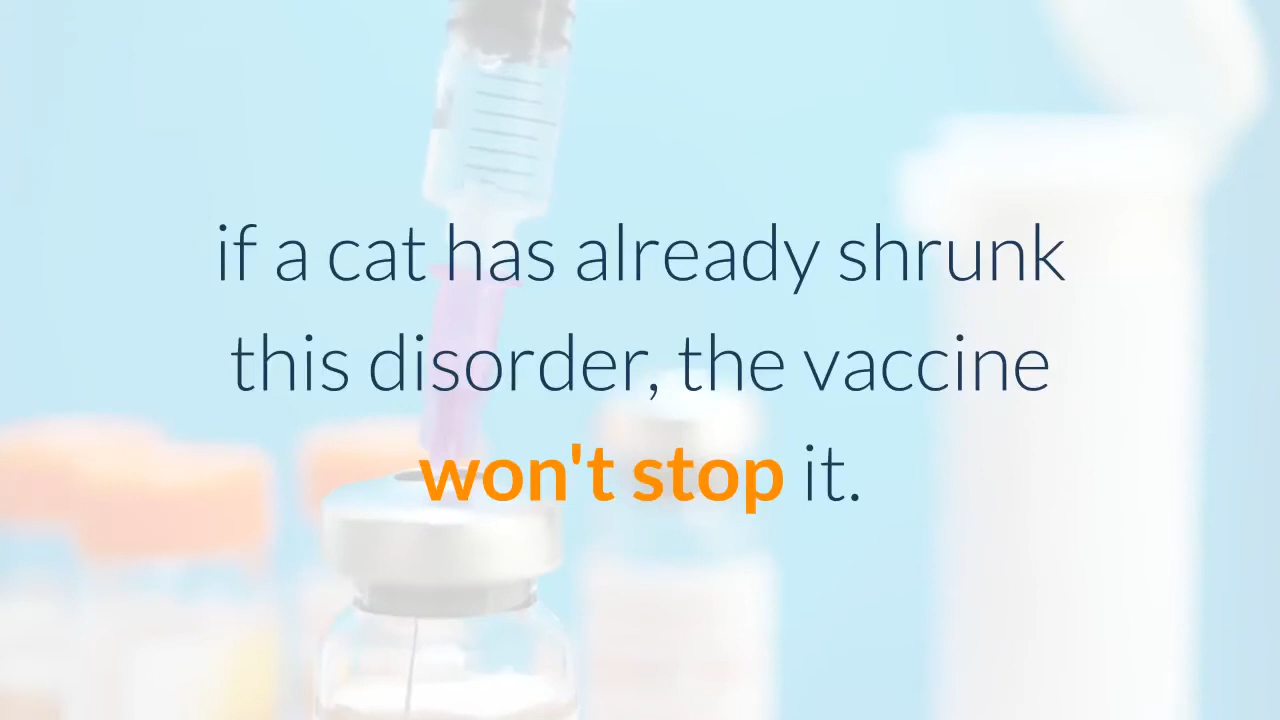 if a cat has already shrunk
this disorder, the vaccine
won't stop it.